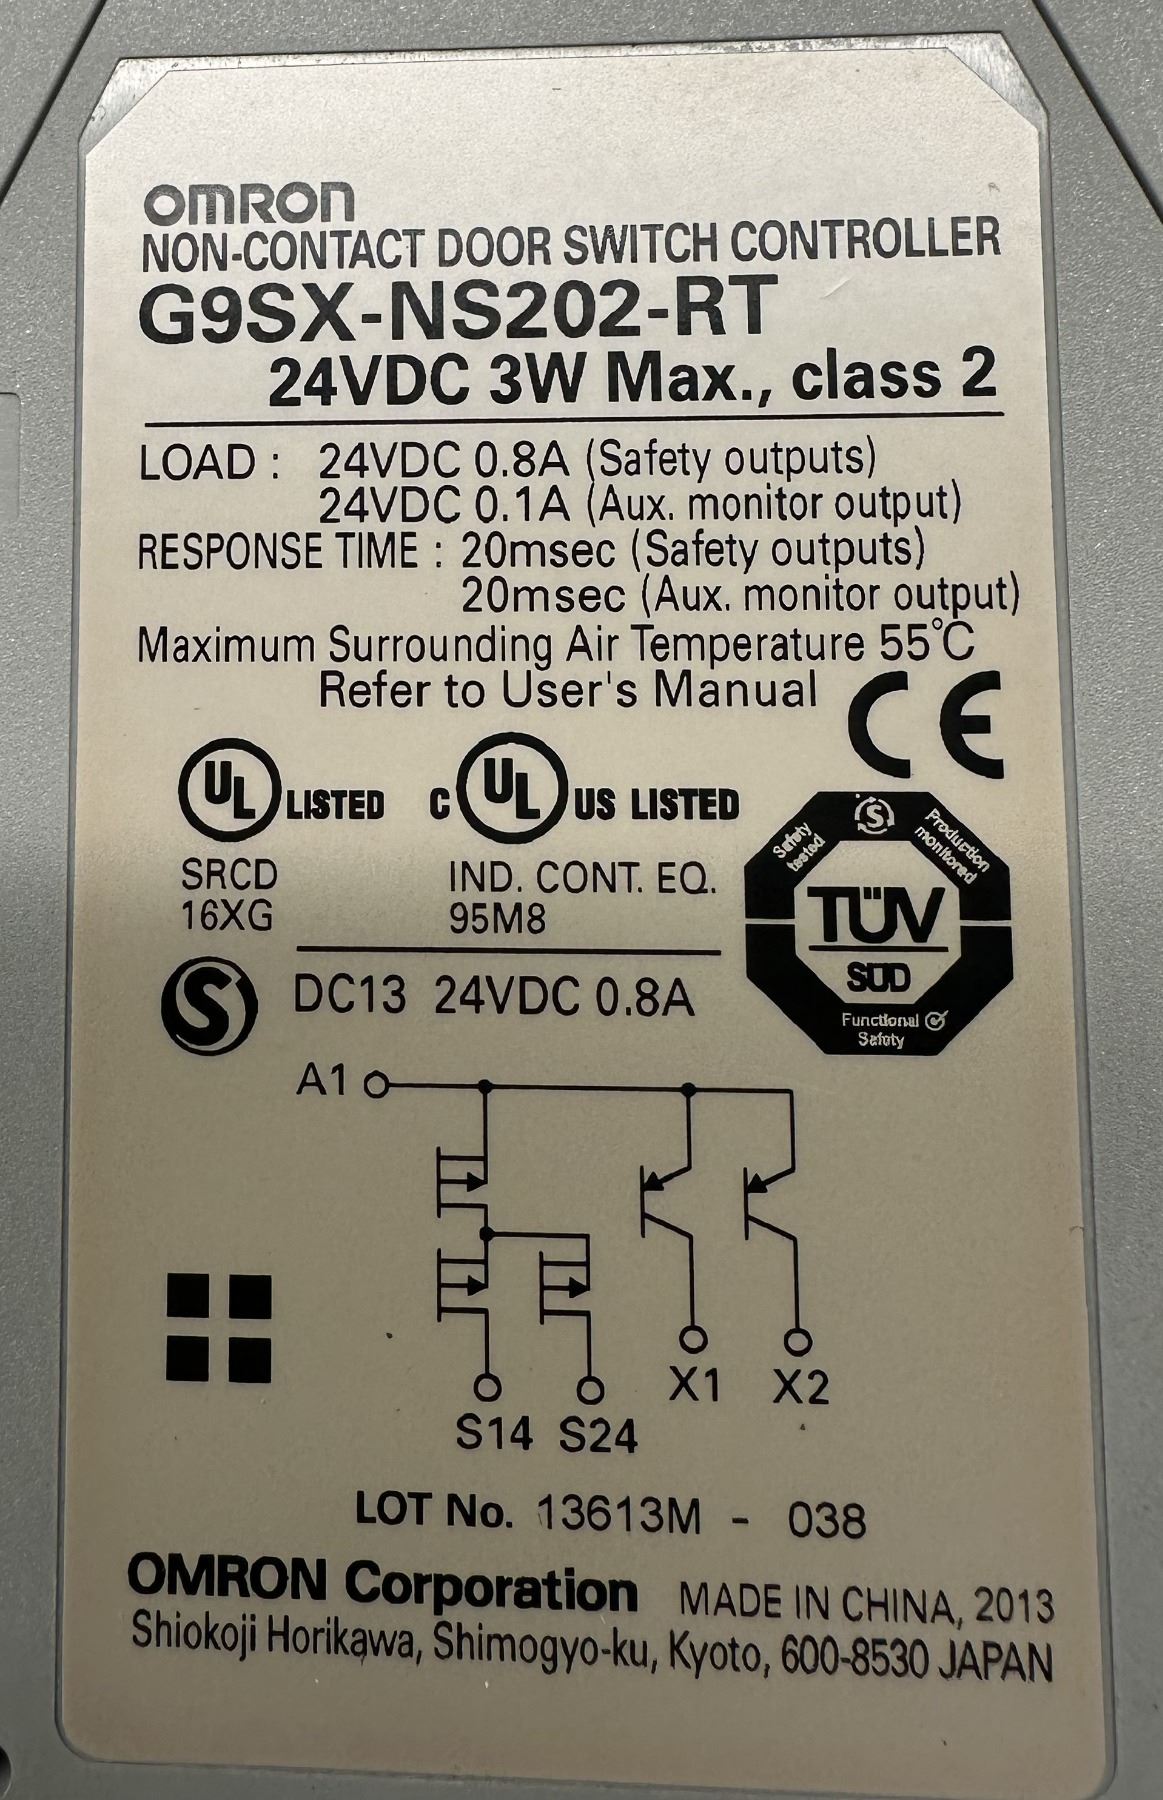 OMRON
NON-CONTACT DOOR SWITCH CONTROLLER
G9SX-NS202-RT
24VDC 3W Max., class 2
LOAD : 24VDC 0.8A (Safety outputs)
24VDC 0.1A (Aux. monitor output)
RESPONSE TIME : 20msec (Safety outputs)
20msec (Aux. monitor output)
Maximum Surrounding Air Temperature 55°C
Refer to User's Manual
CE
UL LISTED
C UL US LISTED
SRCD
16XG
IND. CONT. EQ.
95M8
Safety tested
S
Production monitored
TÜV
SÜD
Functional
Safety
S
DC13 24VDC 0.8A
A1
X1 X2
S14 S24
LOT No. 13613M - 038
OMRON Corporation MADE IN CHINA, 2013
Shiokoji Horikawa, Shimogyo-ku, Kyoto, 600-8530 JAPAN